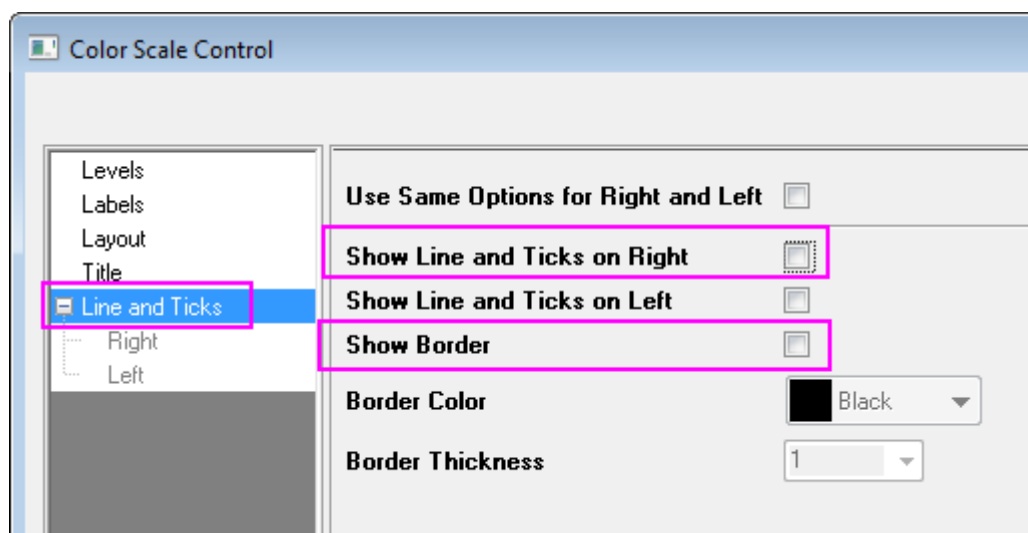 Color Scale Control
Levels
Labels
Layout
Title
Line and Ticks
Right
Left
Use Same Options for Right and Left
Show Line and Ticks on Right
Show Line and Ticks on Left
Show Border
Border Color
Black
Border Thickness
1